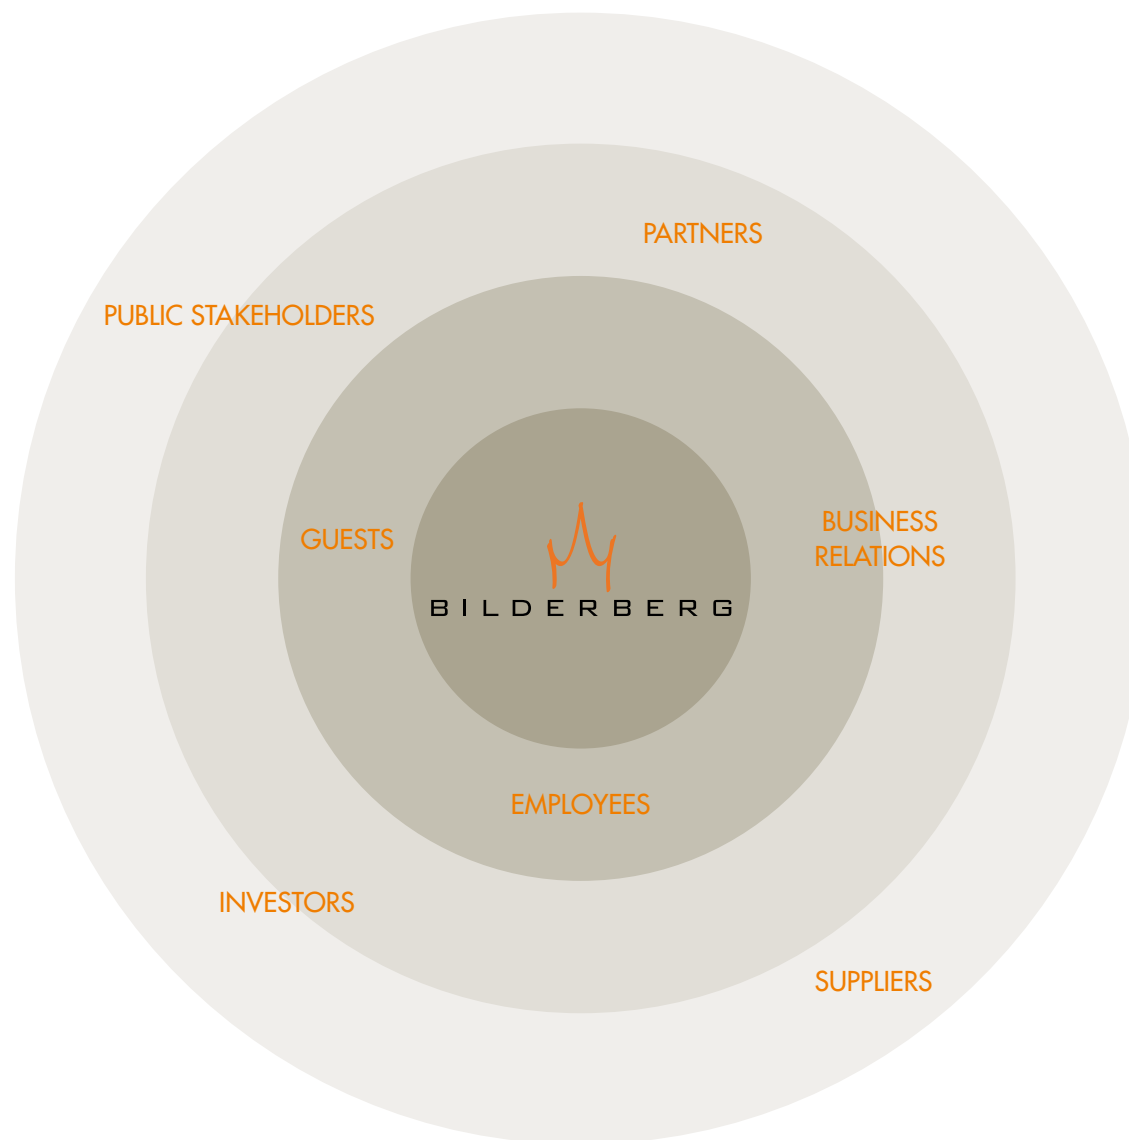 PARTNERS
PUBLIC STAKEHOLDERS
GUESTS
BUSINESS
RELATIONS
BILDERBERG
EMPLOYEES
INVESTORS
SUPPLIERS